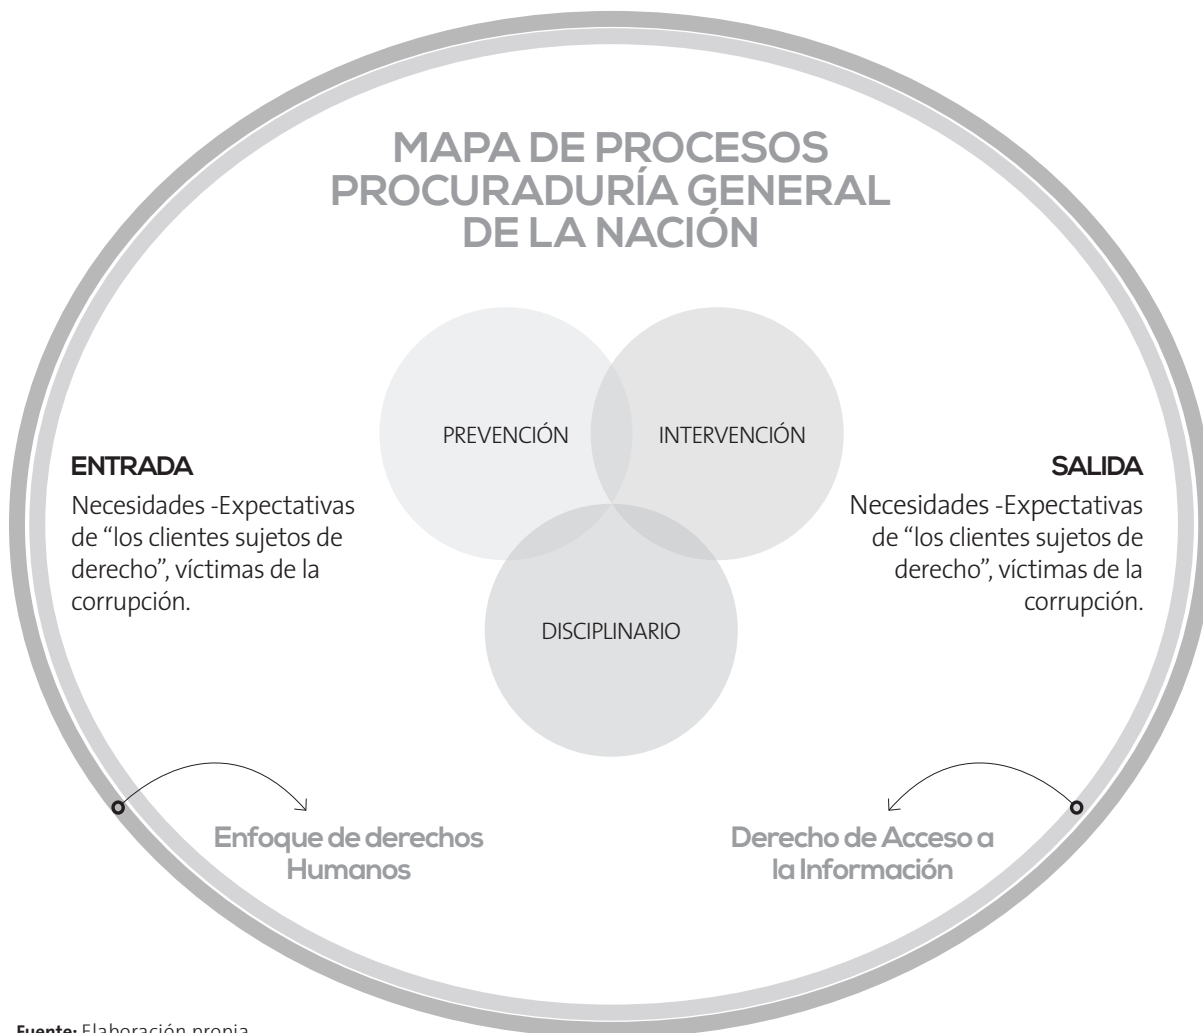 MAPA DE PROCESOS
PROCURADURÍA GENERAL
DE LA NACIÓN
PREVENCIÓN
INTERVENCIÓN
DISCIPLINARIO
ENTRADA
Necesidades -Expectativas
de “los clientes sujetos de
derecho”, víctimas de la
corrupción.
SALIDA
Necesidades -Expectativas
de “los clientes sujetos de
derecho”, víctimas de la
corrupción.
Enfoque de derechos
Humanos
Derecho de Acceso a
la Información
Fuente: Elaboración propia